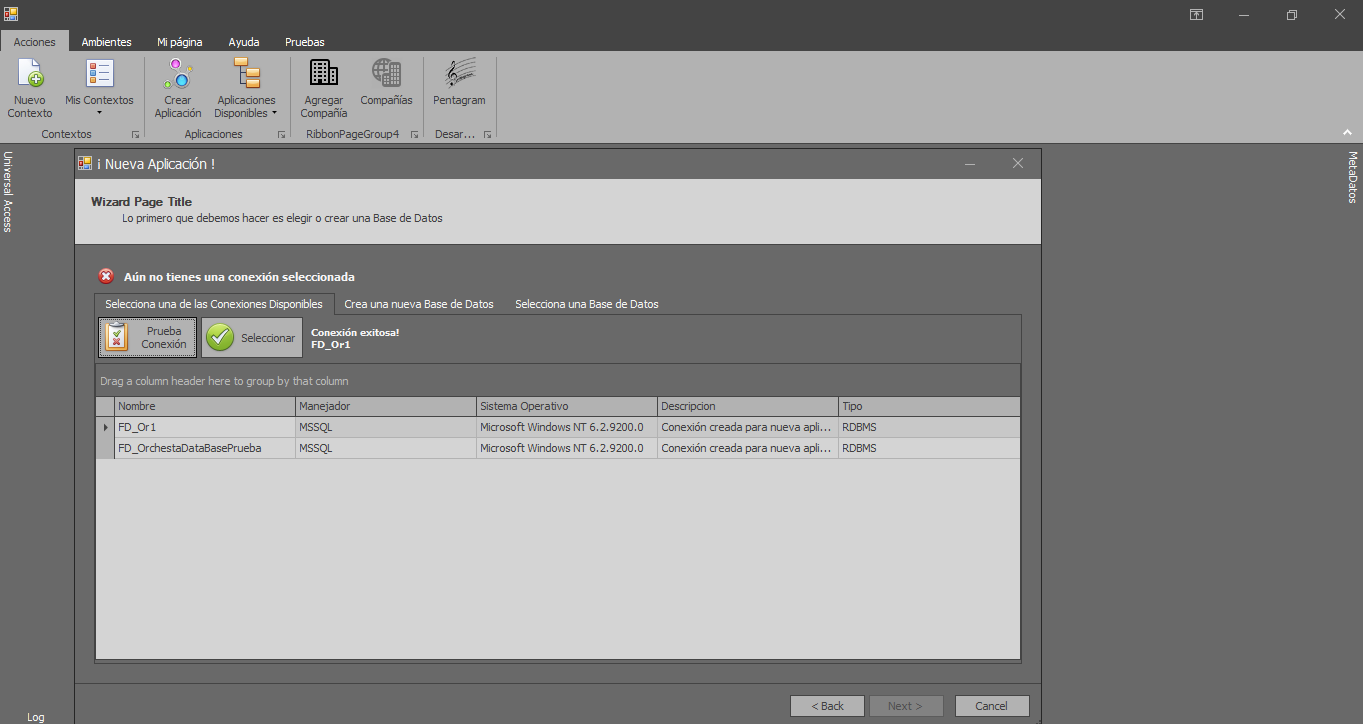 Acciones Ambientes Mi página Ayuda Pruebas
Nuevo Contexto
Mis Contextos
Crear Aplicación
Aplicaciones Disponibles
Agregar Compañía
Compañías
Pentagram
Contextos Aplicaciones RibbonPageGroup4 Desar...
Universal Access
MetaDatos
¡ Nueva Aplicación !
Wizard Page Title
Lo primero que debemos hacer es elegir o crear una Base de Datos
Aún no tienes una conexión seleccionada
Selecciona una de las Conexiones Disponibles Crea una nueva Base de Datos Selecciona una Base de Datos
Prueba Conexión
Seleccionar
Conexión exitosa!
FD_Or1
Drag a column header here to group by that column
Nombre Manejador Sistema Operativo Descripcion Tipo
FD_Or1 MSSQL Microsoft Windows NT 6.2.9200.0 Conexión creada para nueva apli... RDBMS
FD_OrchestaDataBasePrueba MSSQL Microsoft Windows NT 6.2.9200.0 Conexión creada para nueva apli... RDBMS
< Back Next > Cancel
Log